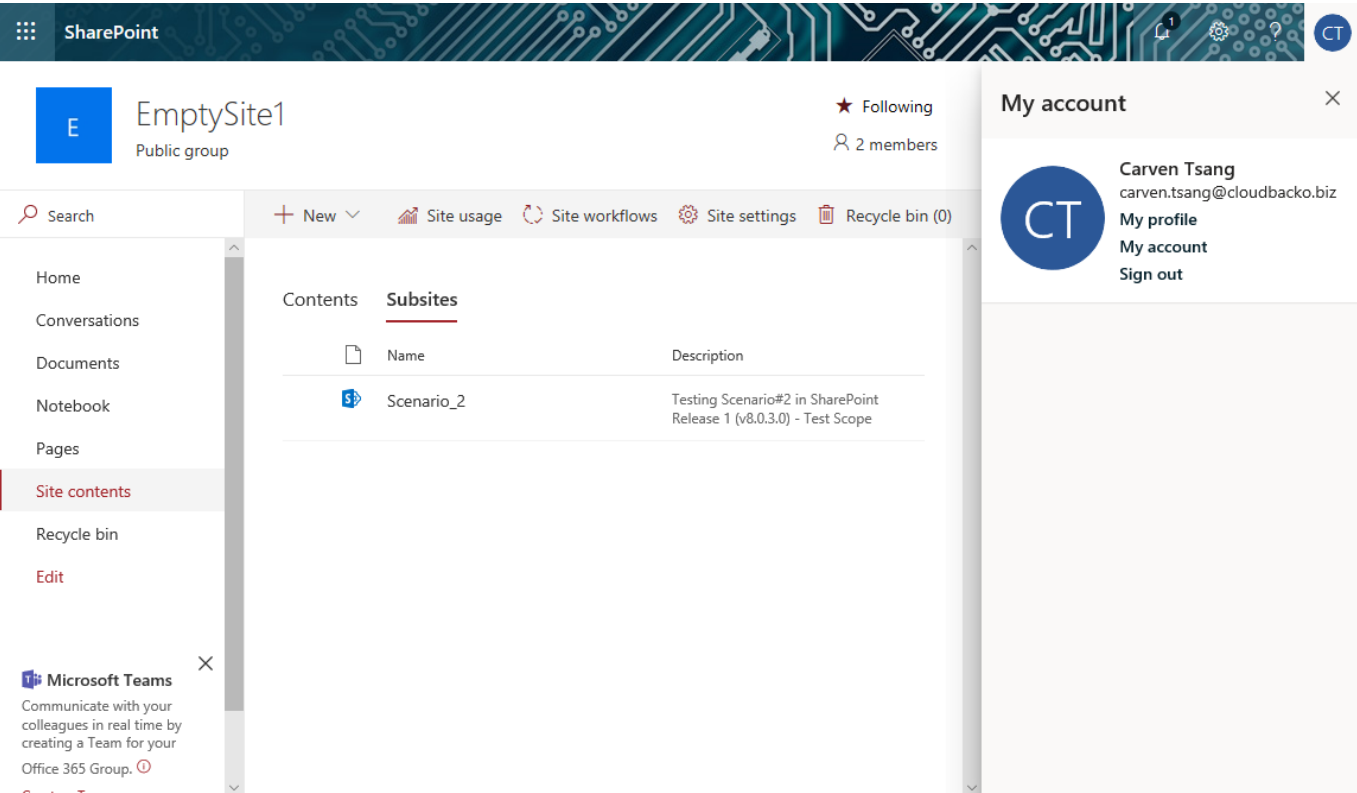 SharePoint
1
?
CT
E
EmptySite1
Public group
Following
2 members
Search
New
Site usage
Site workflows
Site settings
Recycle bin (0)
Home
Conversations
Documents
Notebook
Pages
Site contents
Recycle bin
Edit
Microsoft Teams
Communicate with your
colleagues in real time by
creating a Team for your
Office 365 Group.
Contents
Subsites
Name
Description
Scenario_2
Testing Scenario#2 in SharePoint
Release 1 (v8.0.3.0) - Test Scope
My account
CT
Carven Tsang
carven.tsang@cloudbacko.biz
My profile
My account
Sign out